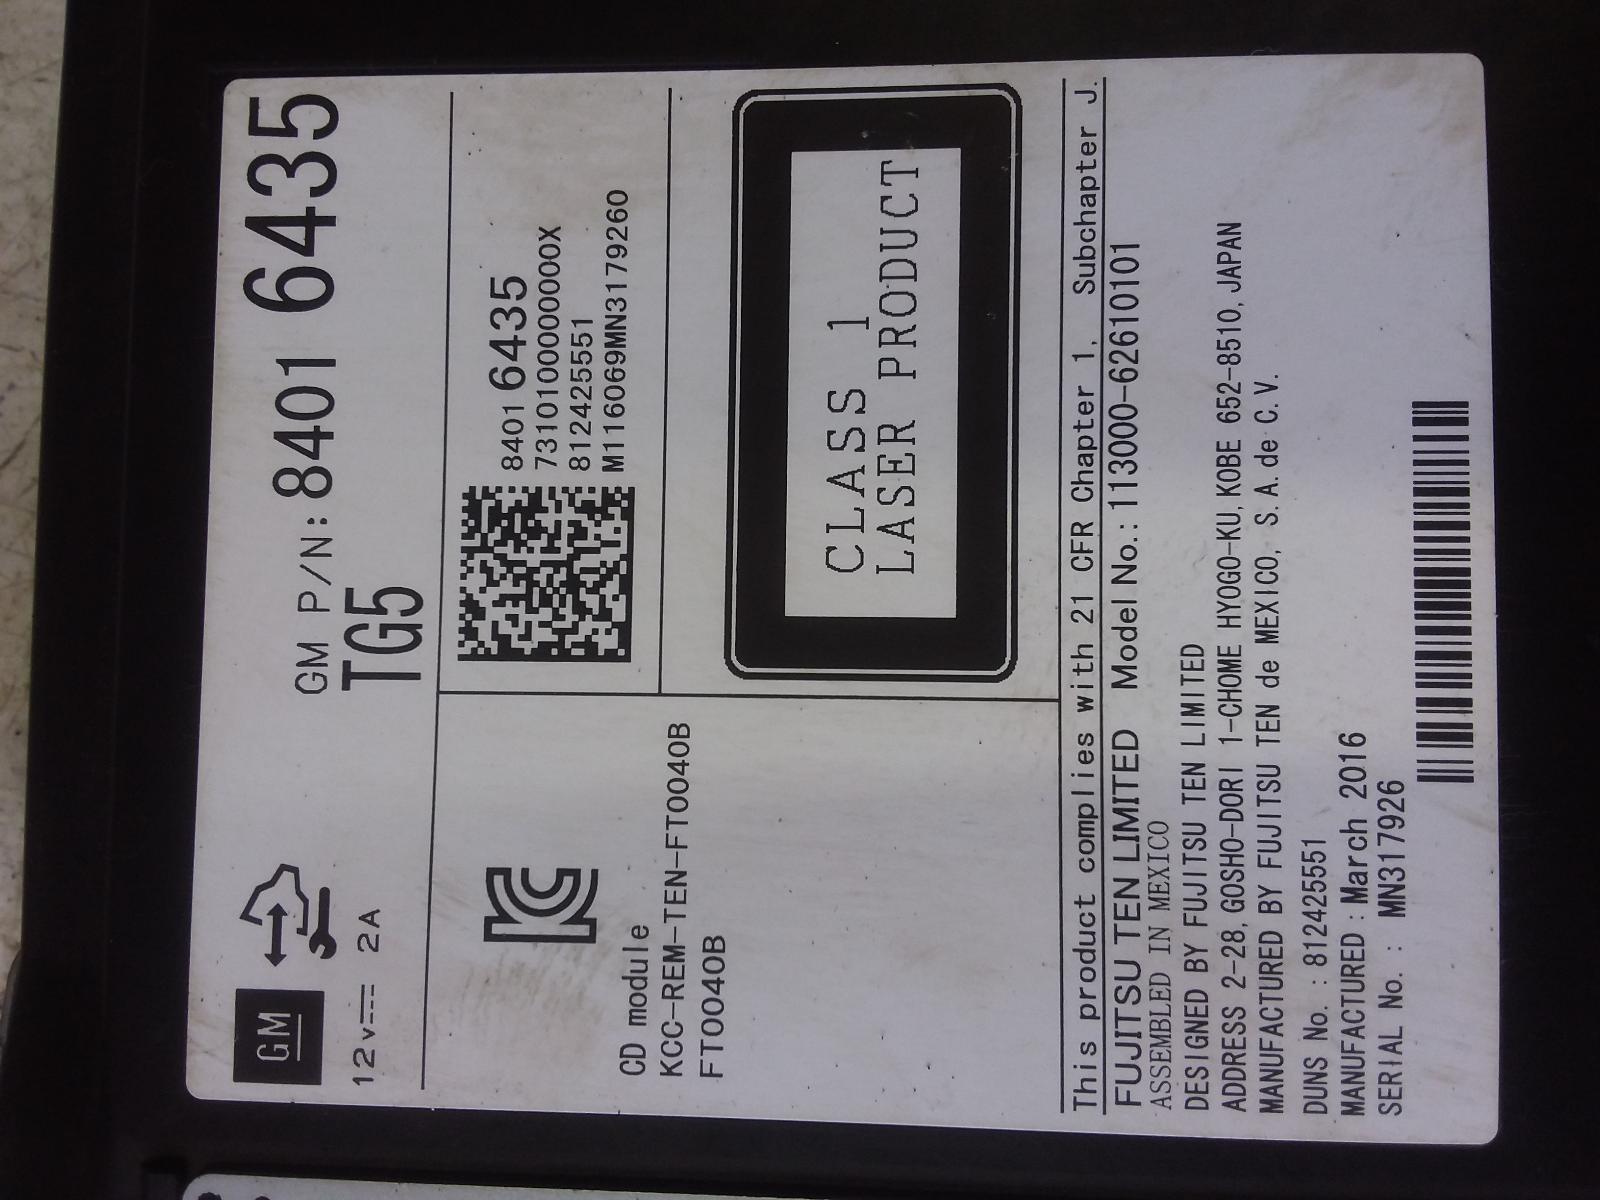 GM
GM P/N: 8401 6435
12v 2A
TG5
8401 6435
7310100000000X
812425551
M116069MN3179260
CD module
KCC-REM-TEN-FT0040B
FT0040B
CLASS 1
LASER PRODUCT
This product complies with 21 CFR Chapter 1, Subchapter J.
FUJITSU TEN LIMITED Model No.: 113000-62610101
ASSEMBLED IN MEXICO
DESIGNED BY FUJITSU TEN LIMITED
ADDRESS 2-28, GOSHO-DORI 1-CHOME HYOGO-KU, KOBE 652-8510, JAPAN
MANUFACTURED BY FUJITSU TEN de MEXICO, S.A. de C.V.
DUNS No. : 812425551
MANUFACTURED : March 2016
SERIAL No. : MN317926